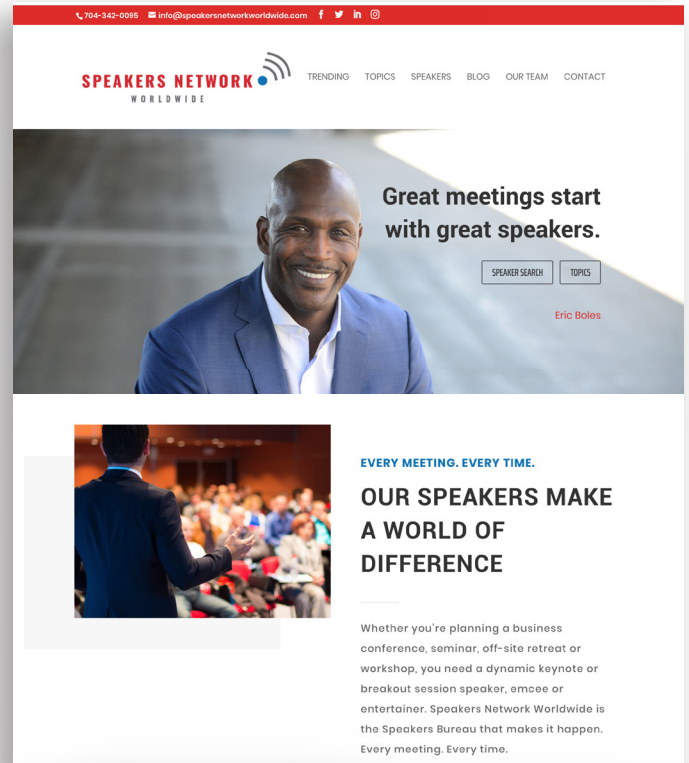 704-342-0095 info@speakersnetworkworldwide.com
SPEAKERS NETWORK
WORLDWIDE
TRENDING TOPICS SPEAKERS BLOG OUR TEAM CONTACT
Great meetings start
with great speakers.
SPEAKER SEARCH TOPICS
Eric Boles
EVERY MEETING. EVERY TIME.
OUR SPEAKERS MAKE
A WORLD OF
DIFFERENCE
Whether you're planning a business
conference, seminar, off-site retreat or
workshop, you need a dynamic keynote or
breakout session speaker, emcee or
entertainer. Speakers Network Worldwide is
the Speakers Bureau that makes it happen.
Every meeting. Every time.